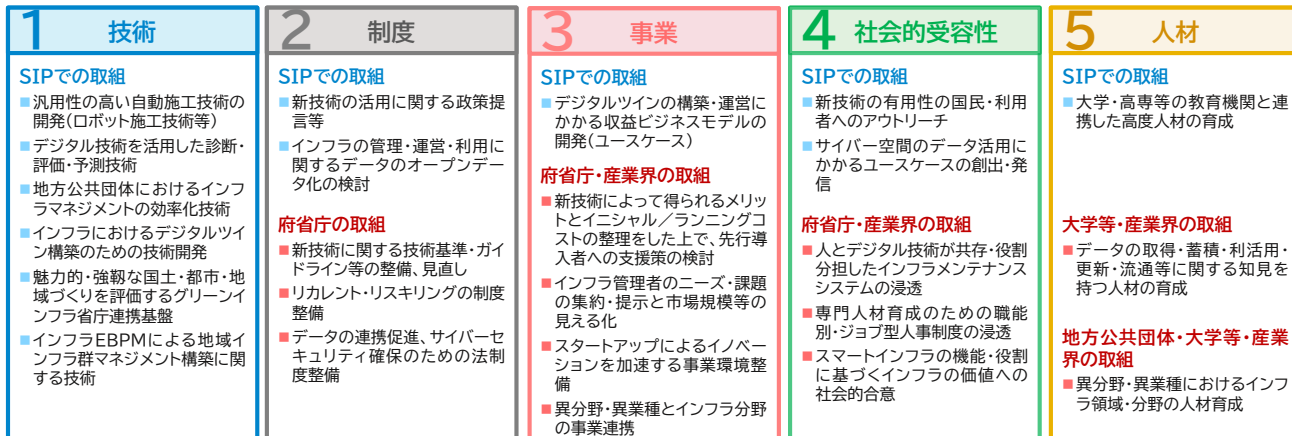 1 技術
SIPでの取組
■汎用性の高い自動施工技術の
開発(ロボット施工技術等)
■デジタル技術を活用した診断・
評価・予測技術
■地方公共団体におけるインフ
ラマネジメントの効率化技術
■インフラにおけるデジタルツイ
ン構築のための技術開発
■魅力的・強靱な国土・都市・地
域づくりを評価するグリーンイ
ンフラ省庁連携基盤
■インフラEBPMによる地域イ
ンフラ群マネジメント構築に関
する技術
2 制度
SIPでの取組
■新技術の活用に関する政策提
言等
■インフラの管理・運営・利用に
関するデータのオープンデー
タ化の検討
府省庁の取組
■新技術に関する技術基準・ガイ
ドライン等の整備、見直し
■リカレント・リスキリングの制度
整備
■データの連携促進、サイバーセ
キュリティ確保のための法制
度整備
3 事業
SIPでの取組
■デジタルツインの構築・運営に
かかる収益ビジネスモデルの
開発(ユースケース)
府省庁・産業界の取組
■新技術によって得られるメリッ
トとイニシャル/ランニングコ
ストの整理をした上で、先行導
入者への支援策の検討
■インフラ管理者のニーズ・課題
の集約・提示と市場規模等の
見える化
■スタートアップによるイノベー
ションを加速する事業環境整
備
■異分野・異業種とインフラ分野
の事業連携
4 社会的受容性
SIPでの取組
■新技術の有用性の国民・利用
者へのアウトリーチ
■サイバー空間のデータ活用に
かかるユースケースの創出・発
信
府省庁・産業界の取組
■人とデジタル技術が共存・役割
分担したインフラメンテナンス
システムの浸透
■専門人材育成のための職能
別・ジョブ型人事制度の浸透
■スマートインフラの機能・役割
に基づくインフラの価値への
社会的合意
5 人材
SIPでの取組
■大学・高専等の教育機関と連
携した高度人材の育成
大学等・産業界の取組
■データの取得・蓄積・利活用・
更新・流通等に関する知見を
持つ人材の育成
地方公共団体・大学等・産業
界の取組
■異分野・異業種におけるインフ
ラ領域・分野の人材育成